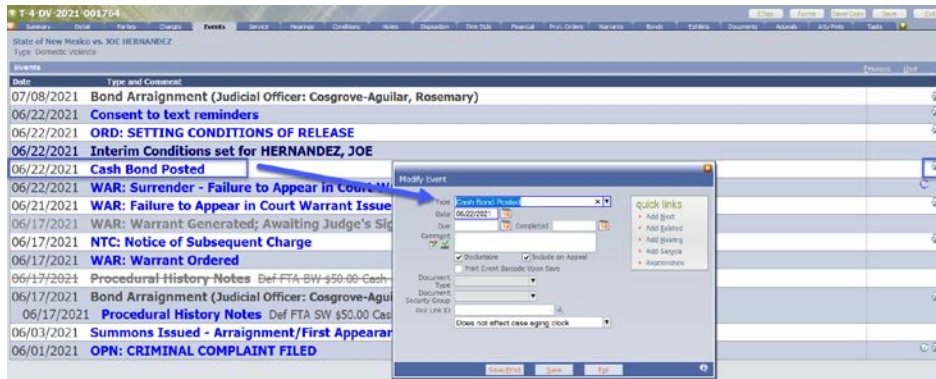 T-4-DV-2021-001764
Summary Detail Parties Charges Events Service Hearings Conditions Notes Disposition Time Stds Financial Prot. Orders Warrants Bonds Exhibits Documents Appeals Tasks
State of New Mexico vs. JOE HERNANDEZ
Type Domestic Violence
Events
Date Type and Comment
07/08/2021 Bond Arraignment (Judicial Officer: Cosgrove-Aguilar, Rosemary)
06/22/2021 Consent to text reminders
06/22/2021 ORD: SETTING CONDITIONS OF RELEASE
06/22/2021 Interim Conditions set for HERNANDEZ, JOE
06/22/2021 Cash Bond Posted
06/22/2021 WAR: Surrender - Failure to Appear in Court W
06/21/2021 WAR: Failure to Appear in Court Warrant Issue
06/17/2021 WAR: Warrant Generated; Awaiting Judge's Sig
06/17/2021 NTC: Notice of Subsequent Charge
06/17/2021 WAR: Warrant Ordered
06/17/2021 Procedural History Notes Def FTA BW $50.00 Cash
06/17/2021 Bond Arraignment (Judicial Officer: Cosgrove-Agui
06/17/2021 Procedural History Notes Def FTA SW $50.00 Cas
06/03/2021 Summons Issued - Arraignment/First Appearar
06/01/2021 OPN: CRIMINAL COMPLAINT FILED
Modify Event
Type Cash Bond Posted
Date 06/22/2021
Due Completed
Comment
Docketable Include on Appeal
Print Event Barcode Upon Save
Document Type
Document Security Group
Doc Link ID
Does not affect case aging clock
quick links
Add Next
Add Related
Add Hearing
Add Service
Relationships
Save/Print Save Exit